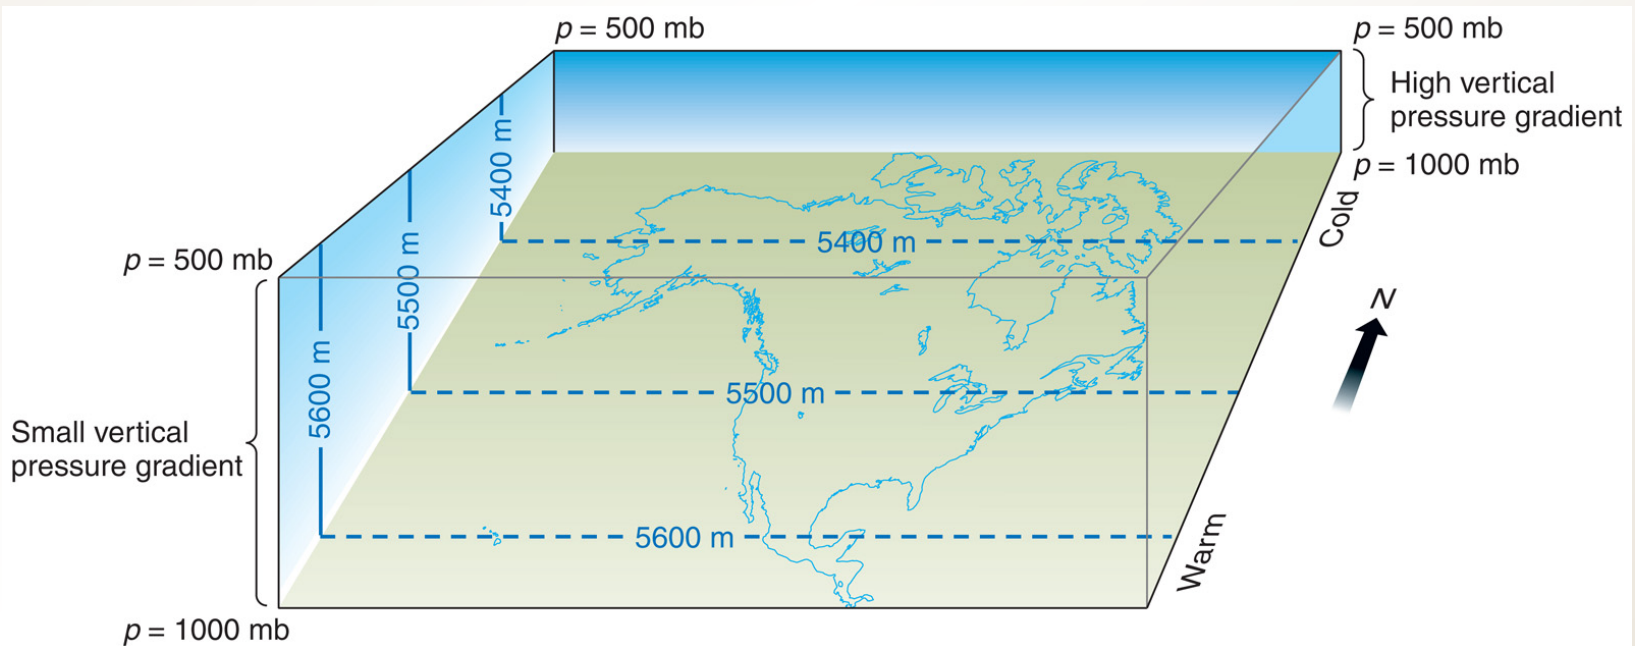 p = 500 mb
p = 500 mb
High vertical
pressure gradient
p = 1000 mb
Cold
5400 m
5400 m
p = 500 mb
5500 m
N
5600 m
5500 m
Small vertical
pressure gradient
5600 m
Warm
p = 1000 mb